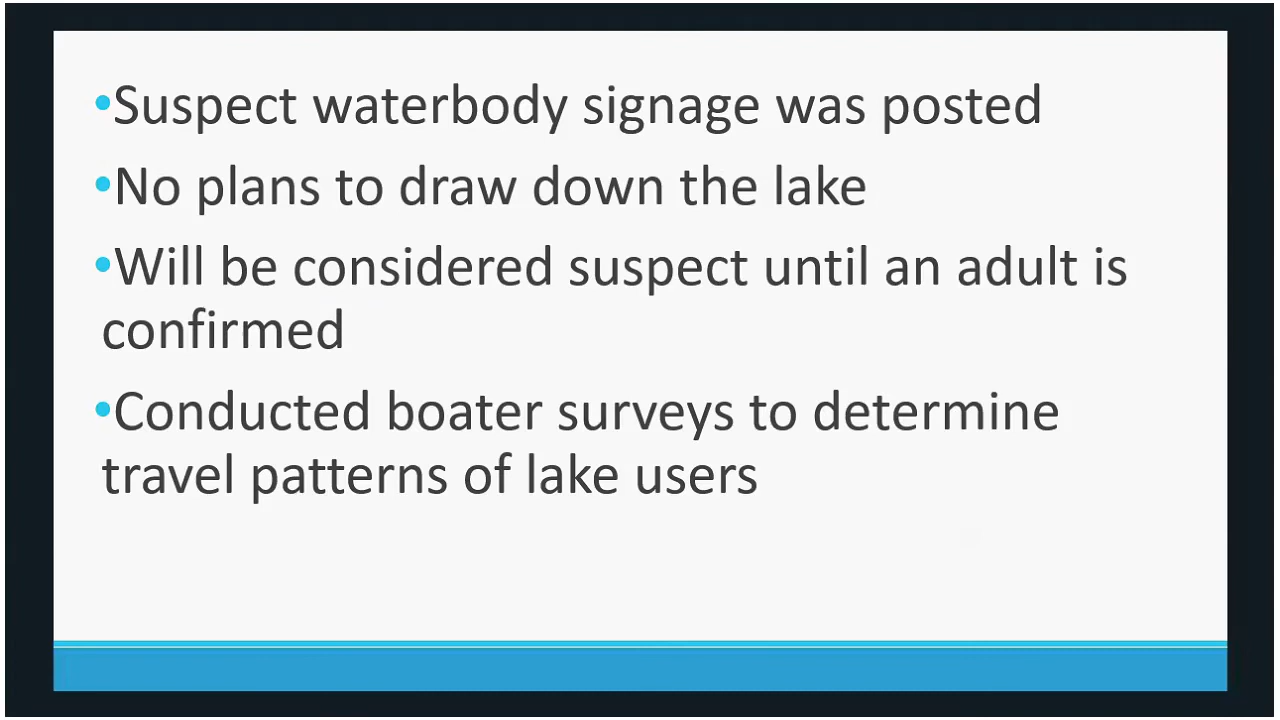 •Suspect waterbody signage was posted
•No plans to draw down the lake
•Will be considered suspect until an adult is
confirmed
•Conducted boater surveys to determine
travel patterns of lake users